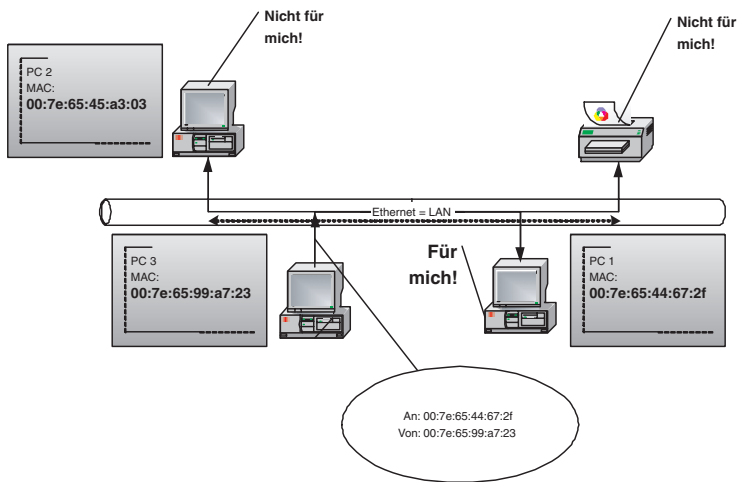 Nicht für
mich!
Nicht für
mich!
PC 2
MAC:
00:7e:65:45:a3:03
Ethernet = LAN
PC 3
MAC:
00:7e:65:99:a7:23
Für
mich!
PC 1
MAC:
00:7e:65:44:67:2f
An: 00:7e:65:44:67:2f
Von: 00:7e:65:99:a7:23